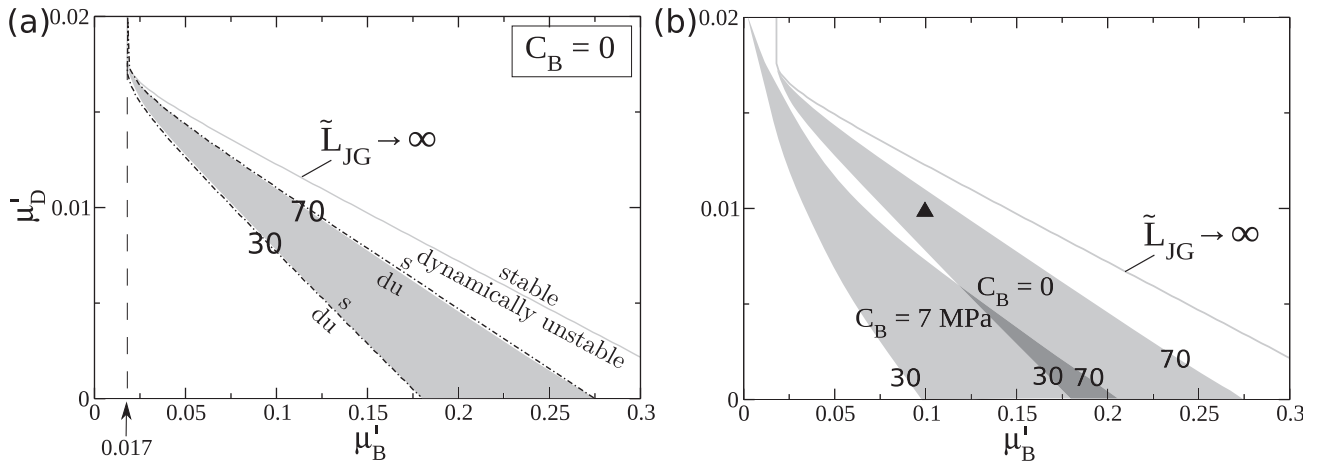 (a)
0.02
C_B = 0
L̃_JG → ∞
μ'_D
0.01
70
30
s
du
s
du
stable
dynamically unstable
0
0
0.05
0.1
0.15
0.2
0.25
0.3
0.017
μ'_B
(b)
0.02
L̃_JG → ∞
0.01
C_B = 0
C_B = 7 MPa
30
30
70
70
0
0
0.05
0.1
0.15
0.2
0.25
0.3
μ'_B